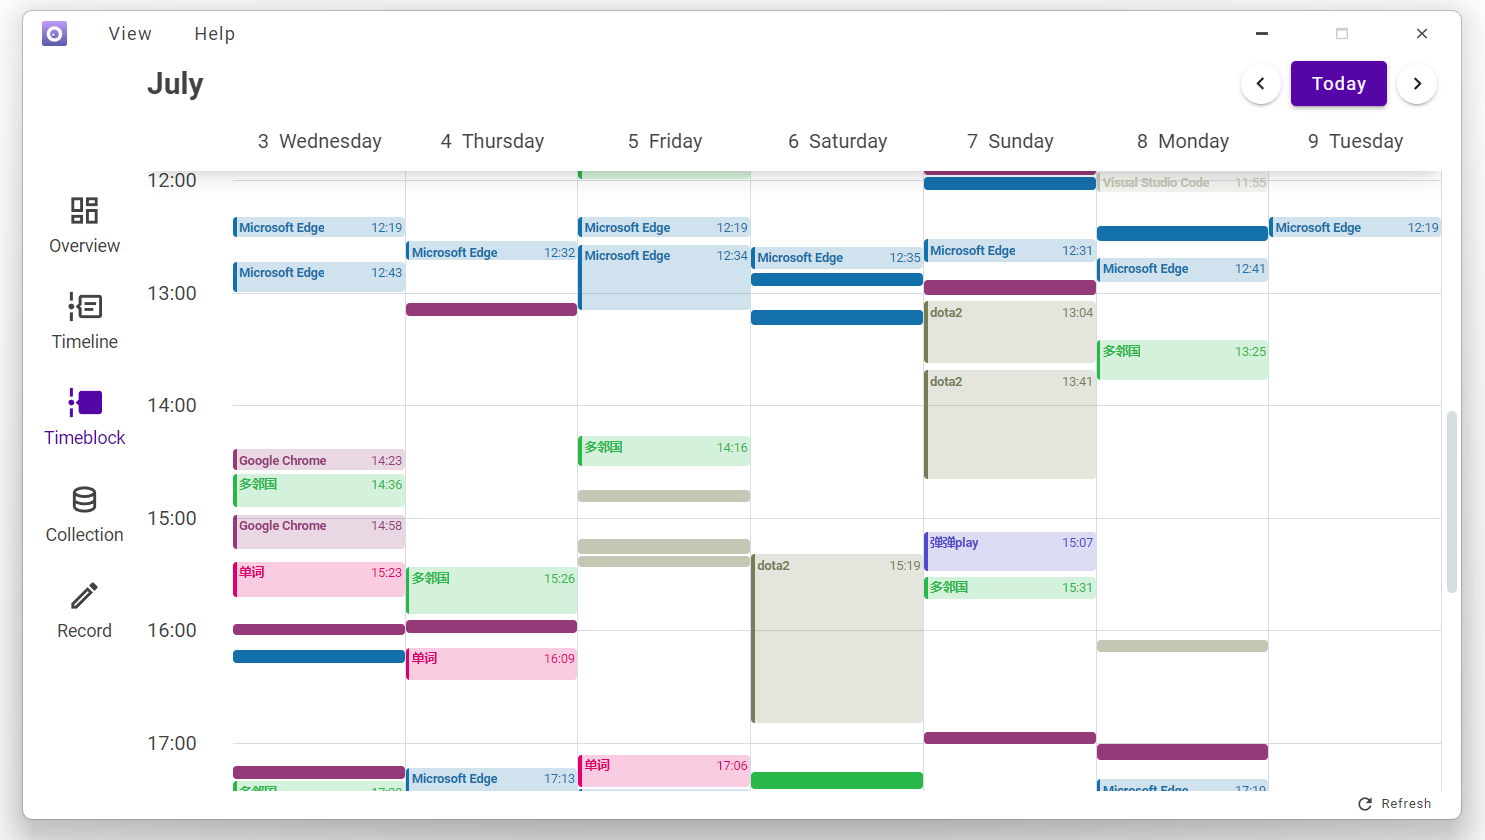 View Help
July
Today
3 Wednesday
4 Thursday
5 Friday
6 Saturday
7 Sunday
8 Monday
9 Tuesday
Overview
Timeline
Timeblock
Collection
Record
12:00
13:00
14:00
15:00
16:00
17:00
Microsoft Edge 12:19
Microsoft Edge 12:43
Google Chrome 14:23
多邻国 14:36
Google Chrome 14:58
单词 15:23
多邻国
Microsoft Edge 12:32
多邻国 15:26
单词 16:09
Microsoft Edge 17:13
Microsoft Edge 12:19
Microsoft Edge 12:34
多邻国 14:16
单词 17:06
Microsoft Edge 12:35
dota2 15:19
Microsoft Edge 12:31
dota2 13:04
dota2 13:41
弹弹play 15:07
多邻国 15:31
Visual Studio Code 11:55
Microsoft Edge 12:41
多邻国 13:25
Microsoft Edge 17:19
Microsoft Edge 12:19
Refresh